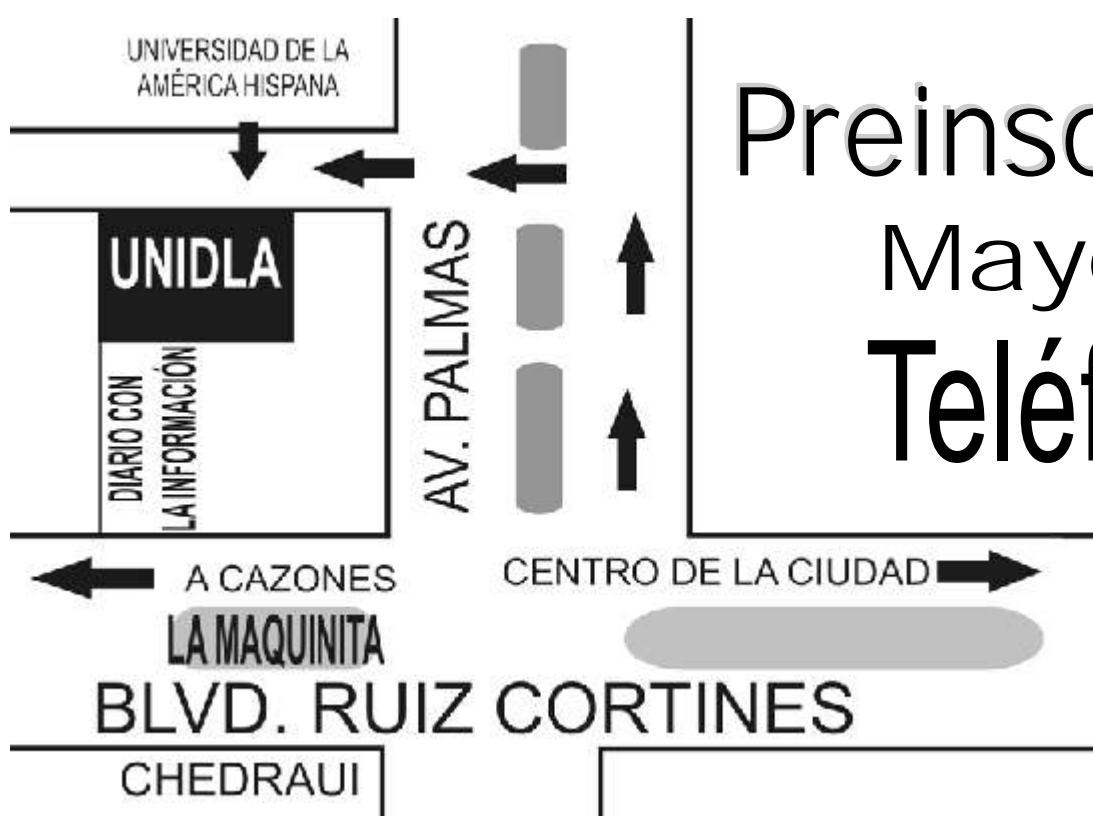 UNIVERSIDAD DE LA
AMÉRICA HISPANA
UNIDLA
DIARIO CON
LA INFORMACIÓN
AV. PALMAS
A CAZONES
CENTRO DE LA CIUDAD
LA MAQUINITA
BLVD. RUIZ CORTINES
CHEDRAUI